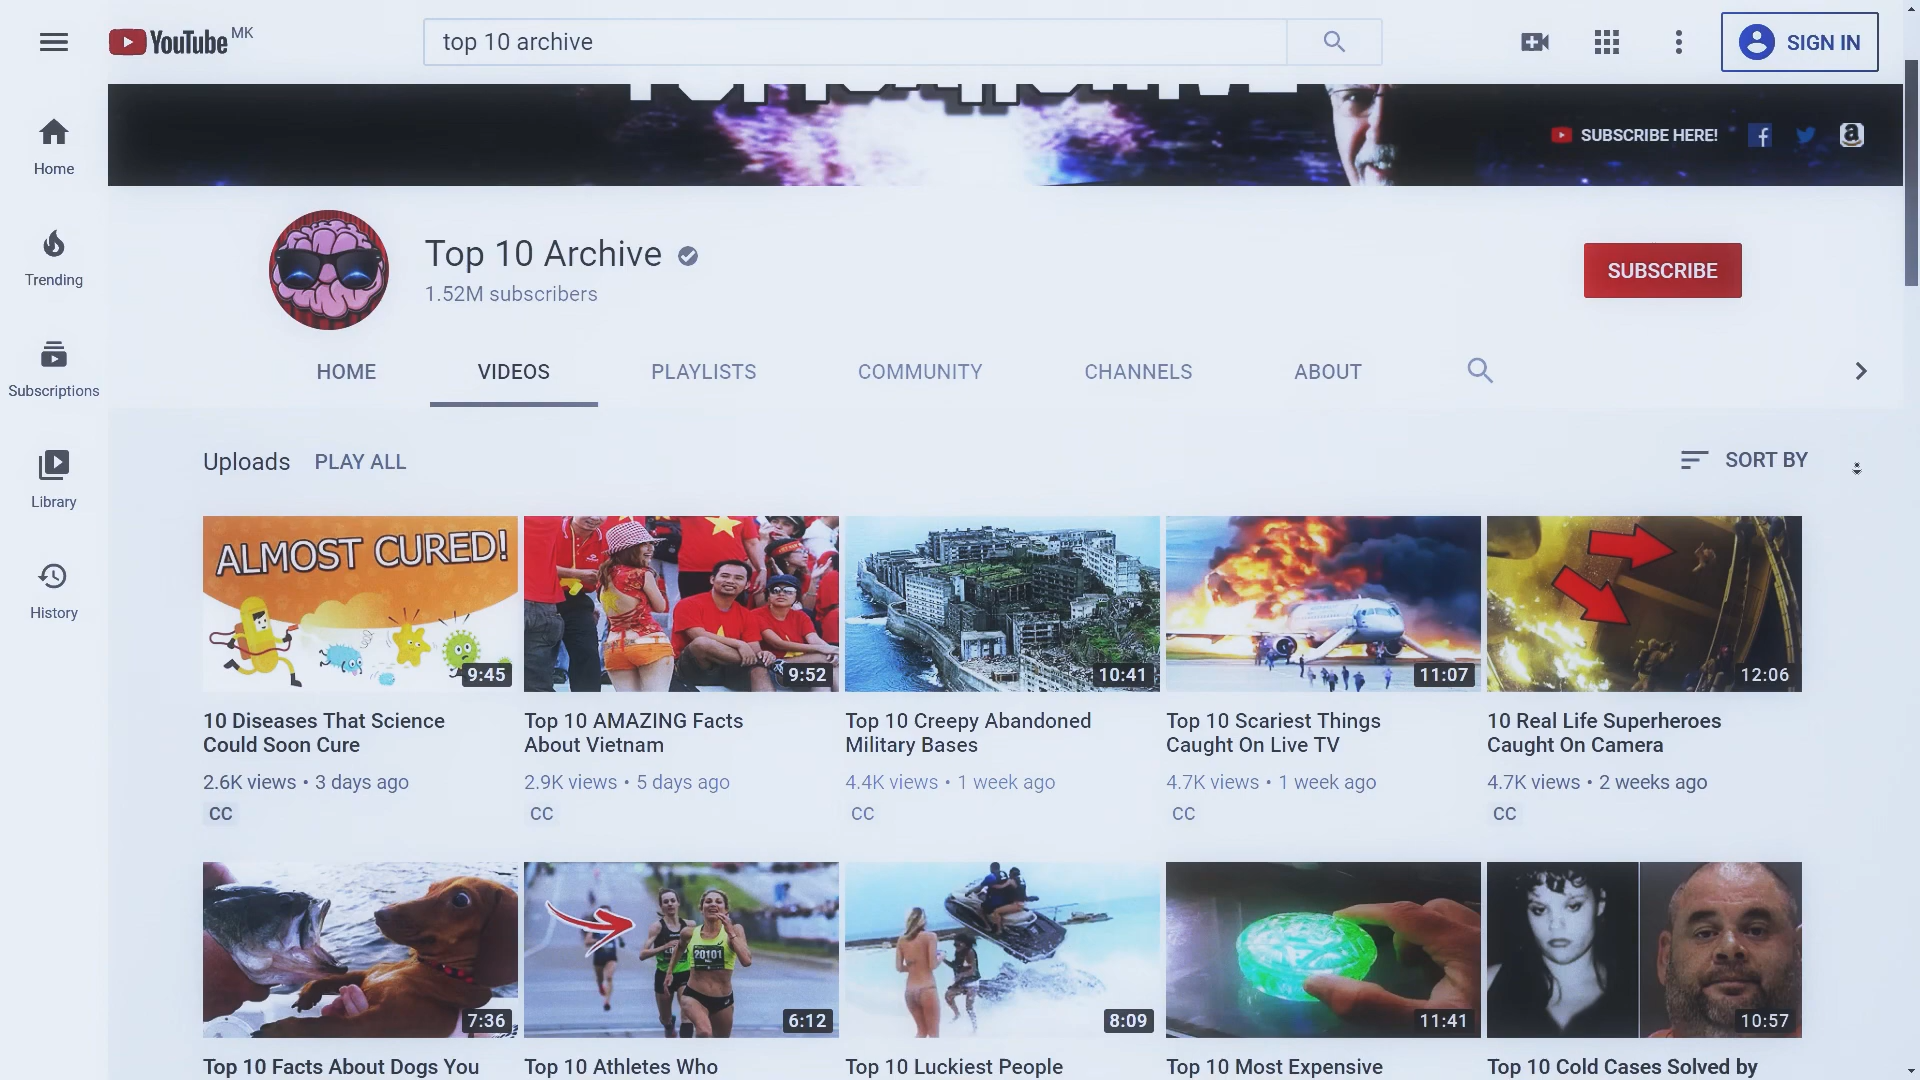 YouTube MK
top 10 archive
SIGN IN
SUBSCRIBE HERE!
Home
Trending
Subscriptions
Library
History
Top 10 Archive
1.52M subscribers
SUBSCRIBE
HOME VIDEOS PLAYLISTS COMMUNITY CHANNELS ABOUT
Uploads PLAY ALL SORT BY
ALMOST CURED!
9:45
9:52
10:41
11:07
12:06
10 Diseases That Science
Could Soon Cure
2.6K views • 3 days ago
CC
Top 10 AMAZING Facts
About Vietnam
2.9K views • 5 days ago
CC
Top 10 Creepy Abandoned
Military Bases
4.4K views • 1 week ago
CC
Top 10 Scariest Things
Caught On Live TV
4.7K views • 1 week ago
CC
10 Real Life Superheroes
Caught On Camera
4.7K views • 2 weeks ago
CC
7:36
20101
6:12
8:09
11:41
10:57
Top 10 Facts About Dogs You
Top 10 Athletes Who
Top 10 Luckiest People
Top 10 Most Expensive
Top 10 Cold Cases Solved by